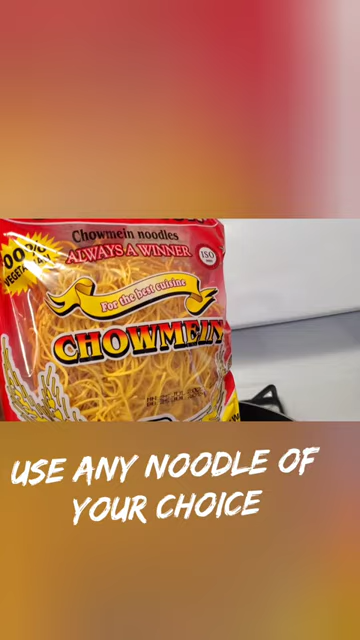 Chowmein noodles
ALWAYS A WINNER
100%
VEGETARIAN
ISO
For the best cuisine
CHOWMEIN
USE ANY NOODLE OF
YOUR CHOICE